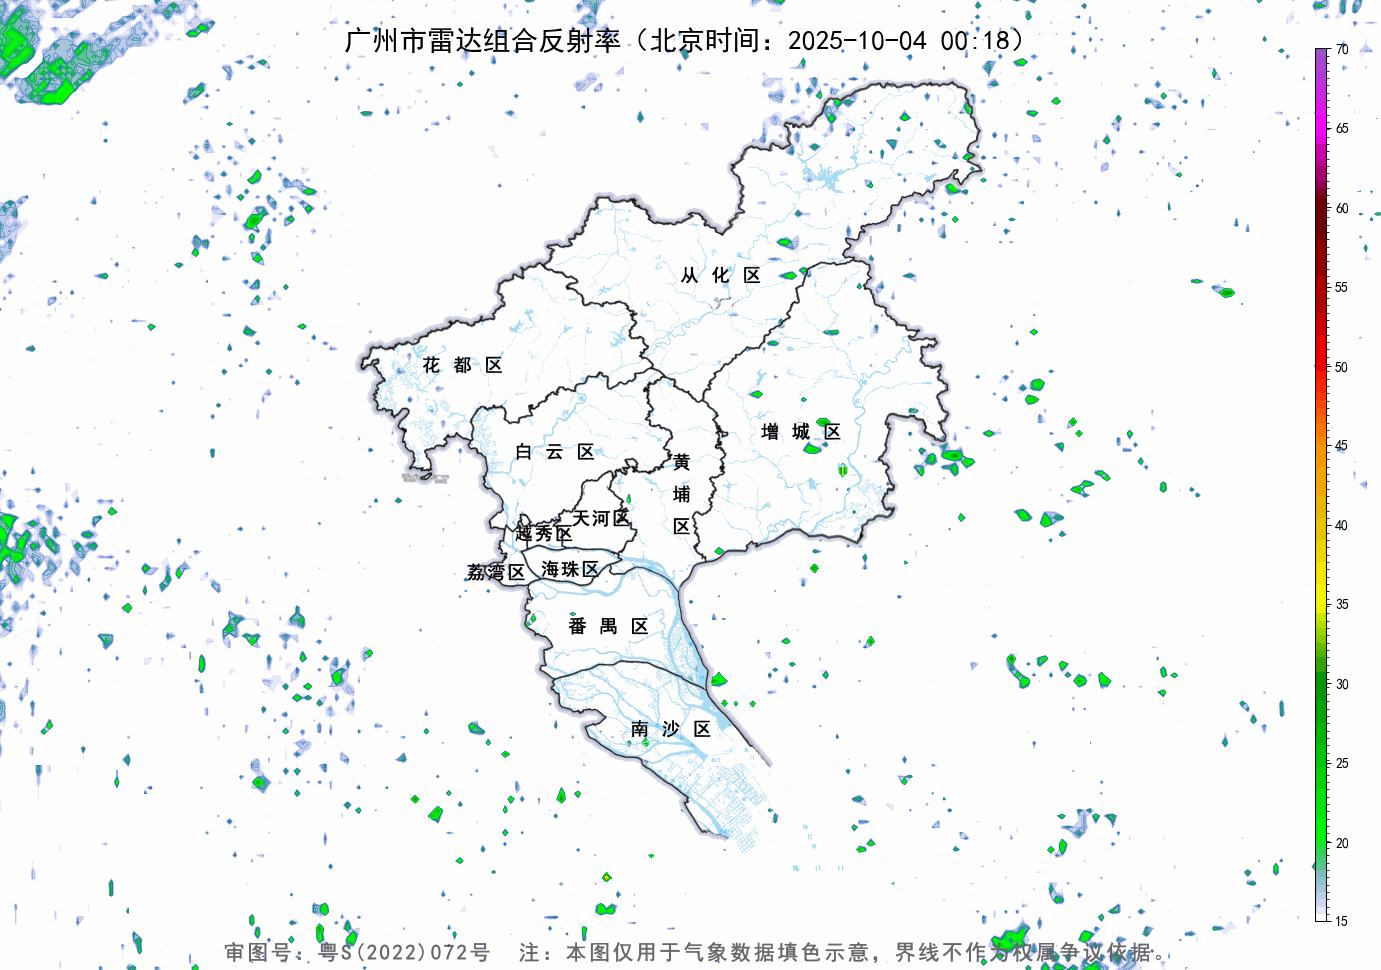 广州市雷达组合反射率（北京时间：2025-10-04 00:18）
70
65
60
55
50
45
40
35
30
25
20
15
从化区
花都区
增城区
白云区
黄埔区
天河区
越秀区
荔湾区
海珠区
番禺区
南沙区
审图号：粤S(2022)072号 注：本图仅用于气象数据填色示意，界线不作为权属争议依据。